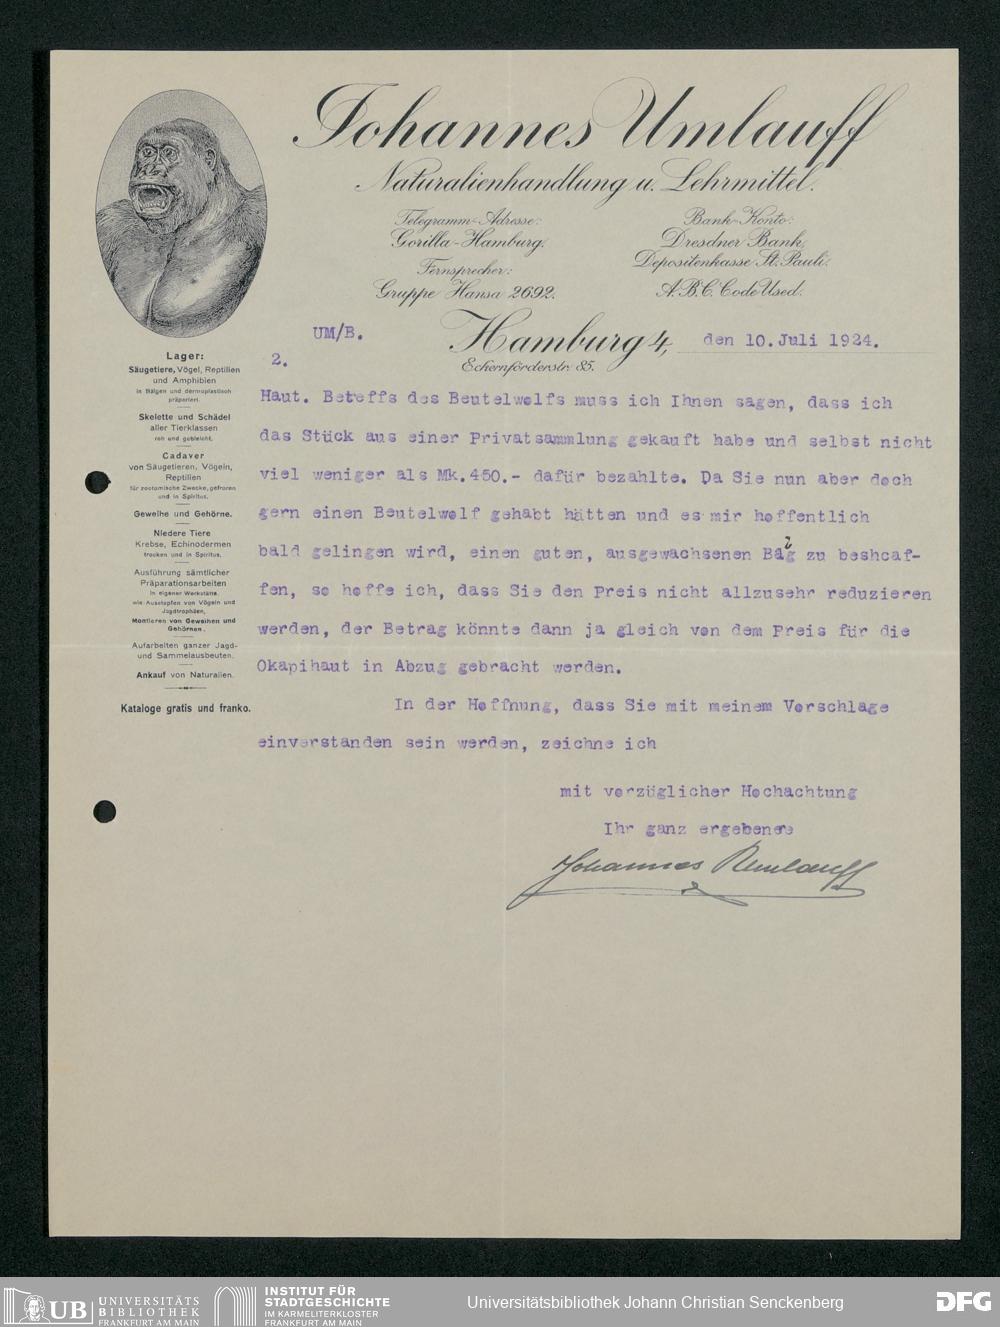 Johannes Umlauff
Naturalienhandlung u. Lehrmittel.
Telegramm-Adresse:
Gorilla-Hamburg.
Fernsprecher:
Gruppe Hansa 2692.
Bank-Konto:
Dresdner Bank,
Depositenkasse St. Pauli.
A.B.C. Code Used.
UM/B.
Hamburg 4, den 10. Juli 1924.
Eckernförderstr. 85.
2.
Lager:
Säugetiere, Vögel, Reptilien
und Amphibien
in Bälgen und dermoplastisch
präpariert.
Skelette und Schädel
aller Tierklassen
roh und gebleicht.
Cadaver
von Säugetieren, Vögeln,
Reptilien
für zootomische Zwecke, gefroren
und in Spiritus.
Geweihe und Gehörne.
Niedere Tiere
Krebse, Echinodermen
trocken und in Spiritus.
Ausführung sämtlicher
Präparationsarbeiten
in eigener Werkstätte,
wie Ausstopfen von Vögeln und
Jagdtrophäen,
Montieren von Geweihen und
Gehörnen.
Aufarbeiten ganzer Jagd-
und Sammelausbeuten.
Ankauf von Naturalien.
Kataloge gratis und franko.
Haut. Betreffs des Beutelwolfs muss ich Ihnen sagen, dass ich
das Stück aus einer Privatsammlung gekauft habe und selbst nicht
viel weniger als Mk.450.- dafür bezahlte. Da Sie nun aber doch
gern einen Beutelwolf gehabt hätten und es mir hoffentlich
bald gelingen wird, einen guten, ausgewachsenen Balg zu beshcaf-
fen, so hoffe ich, dass Sie den Preis nicht allzusehr reduzieren
werden, der Betrag könnte dann ja gleich von dem Preis für die
Okapihaut in Abzug gebracht werden.
In der Hoffnung, dass Sie mit meinem Vorschlage
einverstanden sein werden, zeichne ich
mit vorzüglicher Hochachtung
Ihr ganz ergebener
Johannes Umlauff
UB UNIVERSITÄTS
BIBLIOTHEK
FRANKFURT AM MAIN
INSTITUT FÜR
STADTGESCHICHTE
IM KARMELITERKLOSTER
FRANKFURT AM MAIN
Universitätsbibliothek Johann Christian Senckenberg
DFG